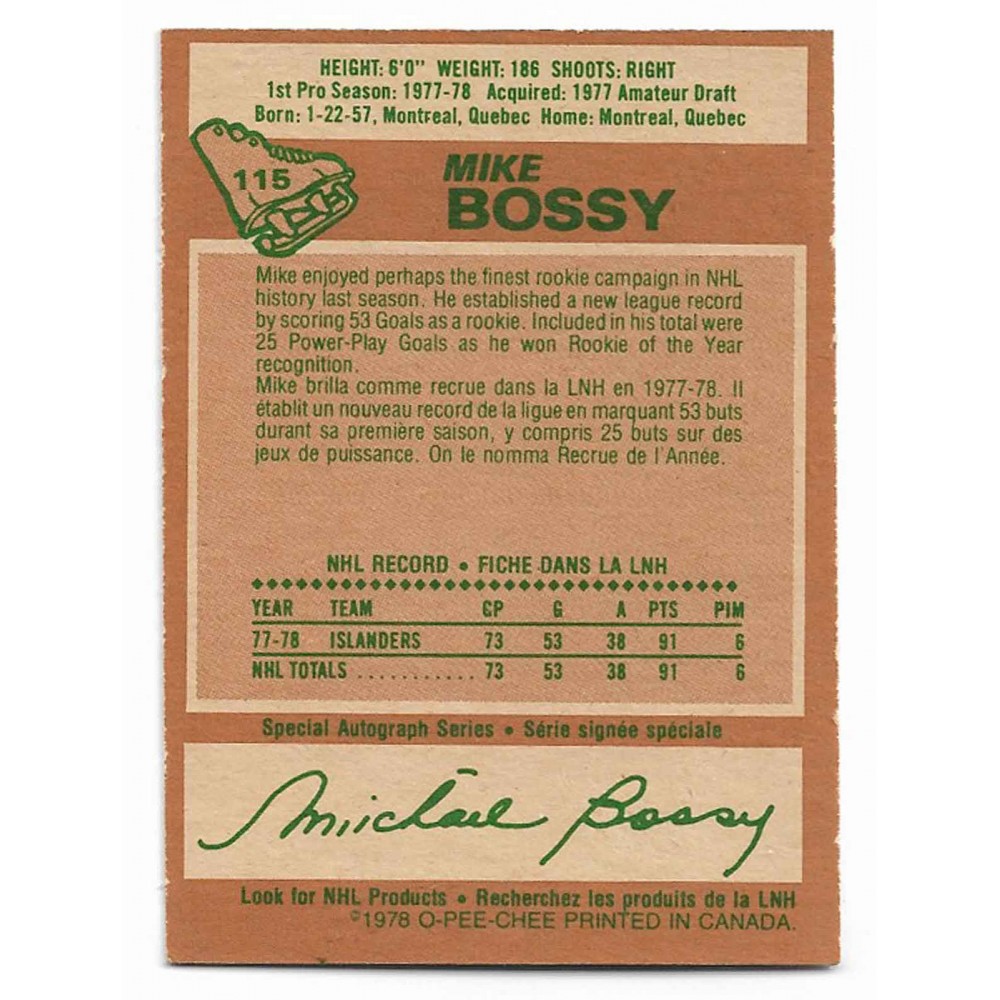 HEIGHT: 6'0" WEIGHT: 186 SHOOTS: RIGHT
1st Pro Season: 1977-78 Acquired: 1977 Amateur Draft
Born: 1-22-57, Montreal, Quebec Home: Montreal, Quebec
115
MIKE
BOSSY
Mike enjoyed perhaps the finest rookie campaign in NHL
history last season. He established a new league record
by scoring 53 Goals as a rookie. Included in his total were
25 Power-Play Goals as he won Rookie of the Year
recognition.
Mike brilla comme recrue dans la LNH en 1977-78. Il
établit un nouveau record de la ligue en marquant 53 buts
durant sa première saison, y compris 25 buts sur des
jeux de puissance. On le nomma Recrue de l'Année.
NHL RECORD • FICHE DANS LA LNH
YEAR TEAM GP G A PTS PIM
77-78 ISLANDERS 73 53 38 91 6
NHL TOTALS ........... 73 53 38 91 6
Special Autograph Series • Série signée spéciale
Michael Bossy
Look for NHL Products • Recherchez les produits de la LNH
©1978 O-PEE-CHEE PRINTED IN CANADA.